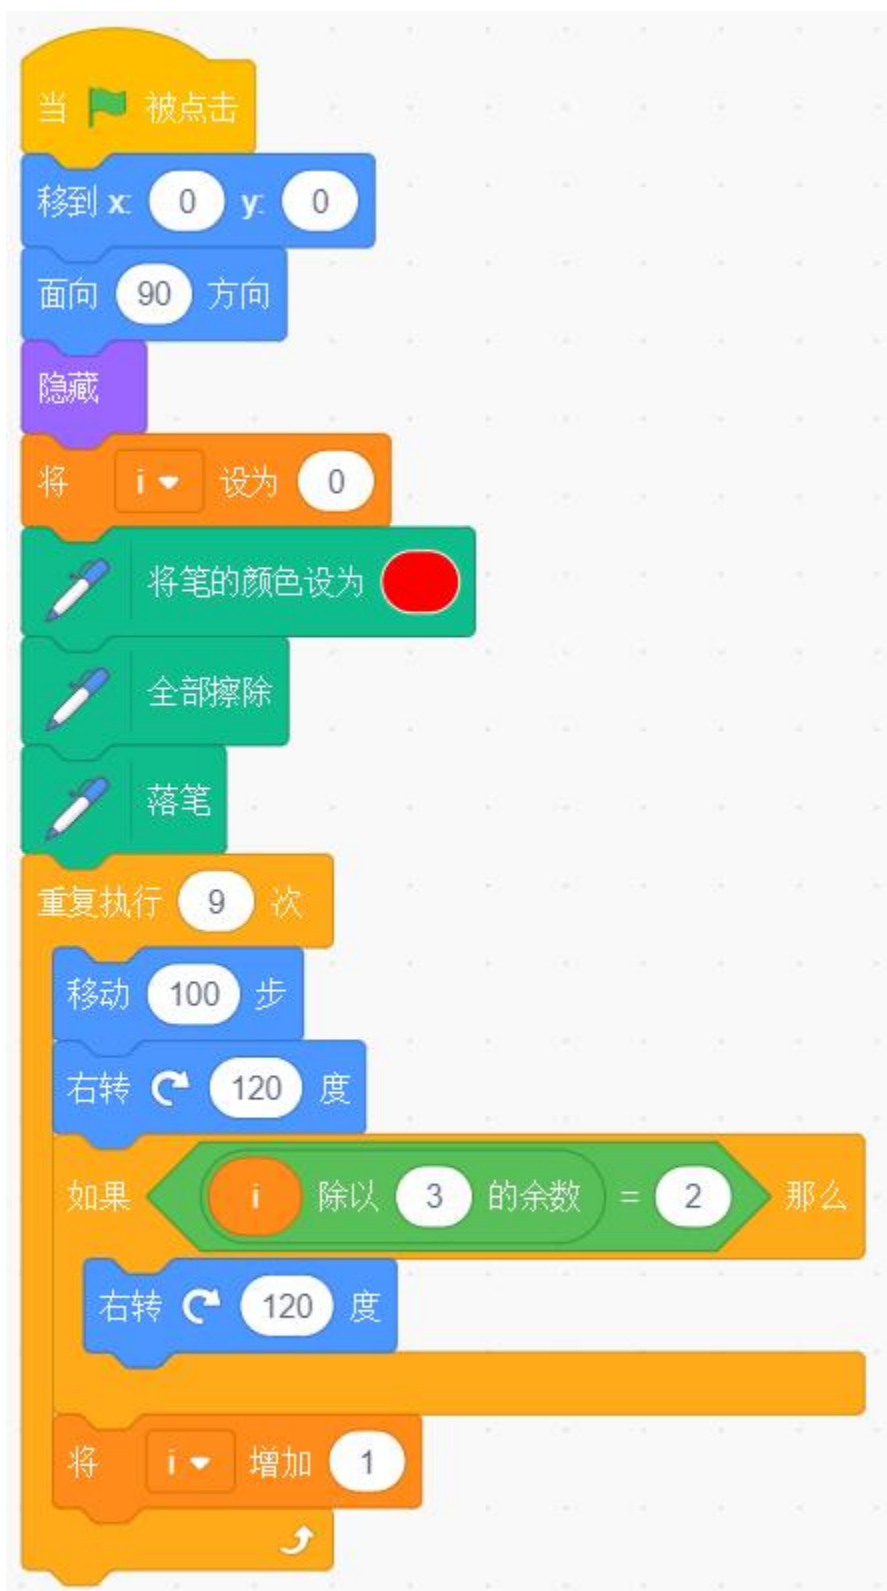 当 被点击
移到 x: 0 y: 0
面向 90 方向
隐藏
将 i 设为 0
将笔的颜色设为
全部擦除
落笔
重复执行 9 次
移动 100 步
右转 120 度
如果 i 除以 3 的余数 = 2 那么
右转 120 度
将 i 增加 1